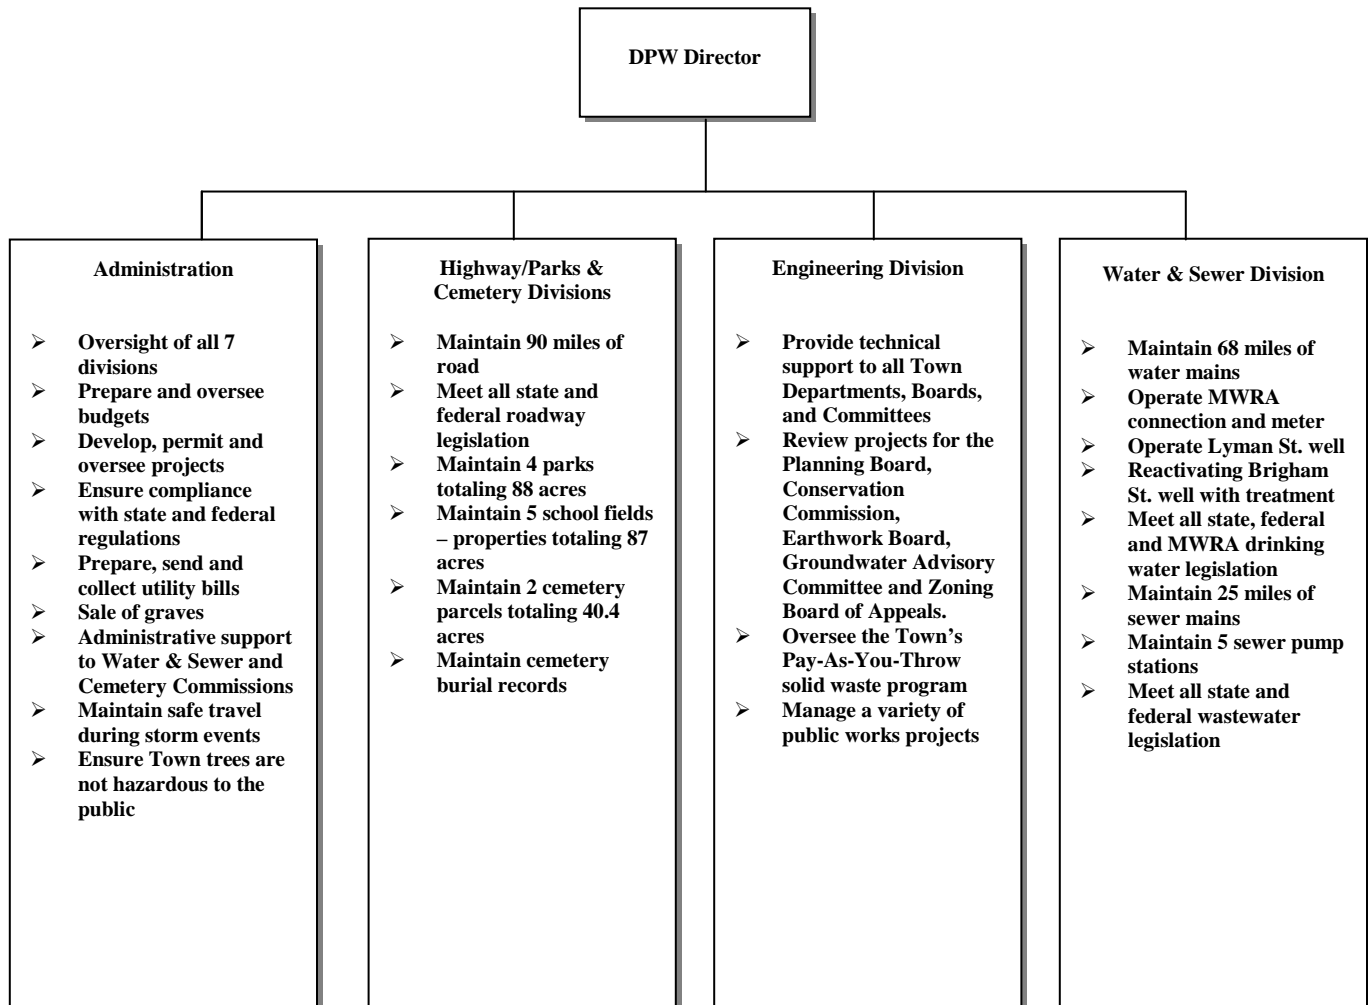 DPW Director
Administration
➢ Oversight of all 7
divisions
➢ Prepare and oversee
budgets
➢ Develop, permit and
oversee projects
➢ Ensure compliance
with state and federal
regulations
➢ Prepare, send and
collect utility bills
➢ Sale of graves
➢ Administrative support
to Water & Sewer and
Cemetery Commissions
➢ Maintain safe travel
during storm events
➢ Ensure Town trees are
not hazardous to the
public
Highway/Parks &
Cemetery Divisions
➢ Maintain 90 miles of
road
➢ Meet all state and
federal roadway
legislation
➢ Maintain 4 parks
totaling 88 acres
➢ Maintain 5 school fields
– properties totaling 87
acres
➢ Maintain 2 cemetery
parcels totaling 40.4
acres
➢ Maintain cemetery
burial records
Engineering Division
➢ Provide technical
support to all Town
Departments, Boards,
and Committees
➢ Review projects for the
Planning Board,
Conservation
Commission,
Earthwork Board,
Groundwater Advisory
Committee and Zoning
Board of Appeals.
➢ Oversee the Town’s
Pay-As-You-Throw
solid waste program
➢ Manage a variety of
public works projects
Water & Sewer Division
➢ Maintain 68 miles of
water mains
➢ Operate MWRA
connection and meter
➢ Operate Lyman St. well
➢ Reactivating Brigham
St. well with treatment
➢ Meet all state, federal
and MWRA drinking
water legislation
➢ Maintain 25 miles of
sewer mains
➢ Maintain 5 sewer pump
stations
➢ Meet all state and
federal wastewater
legislation